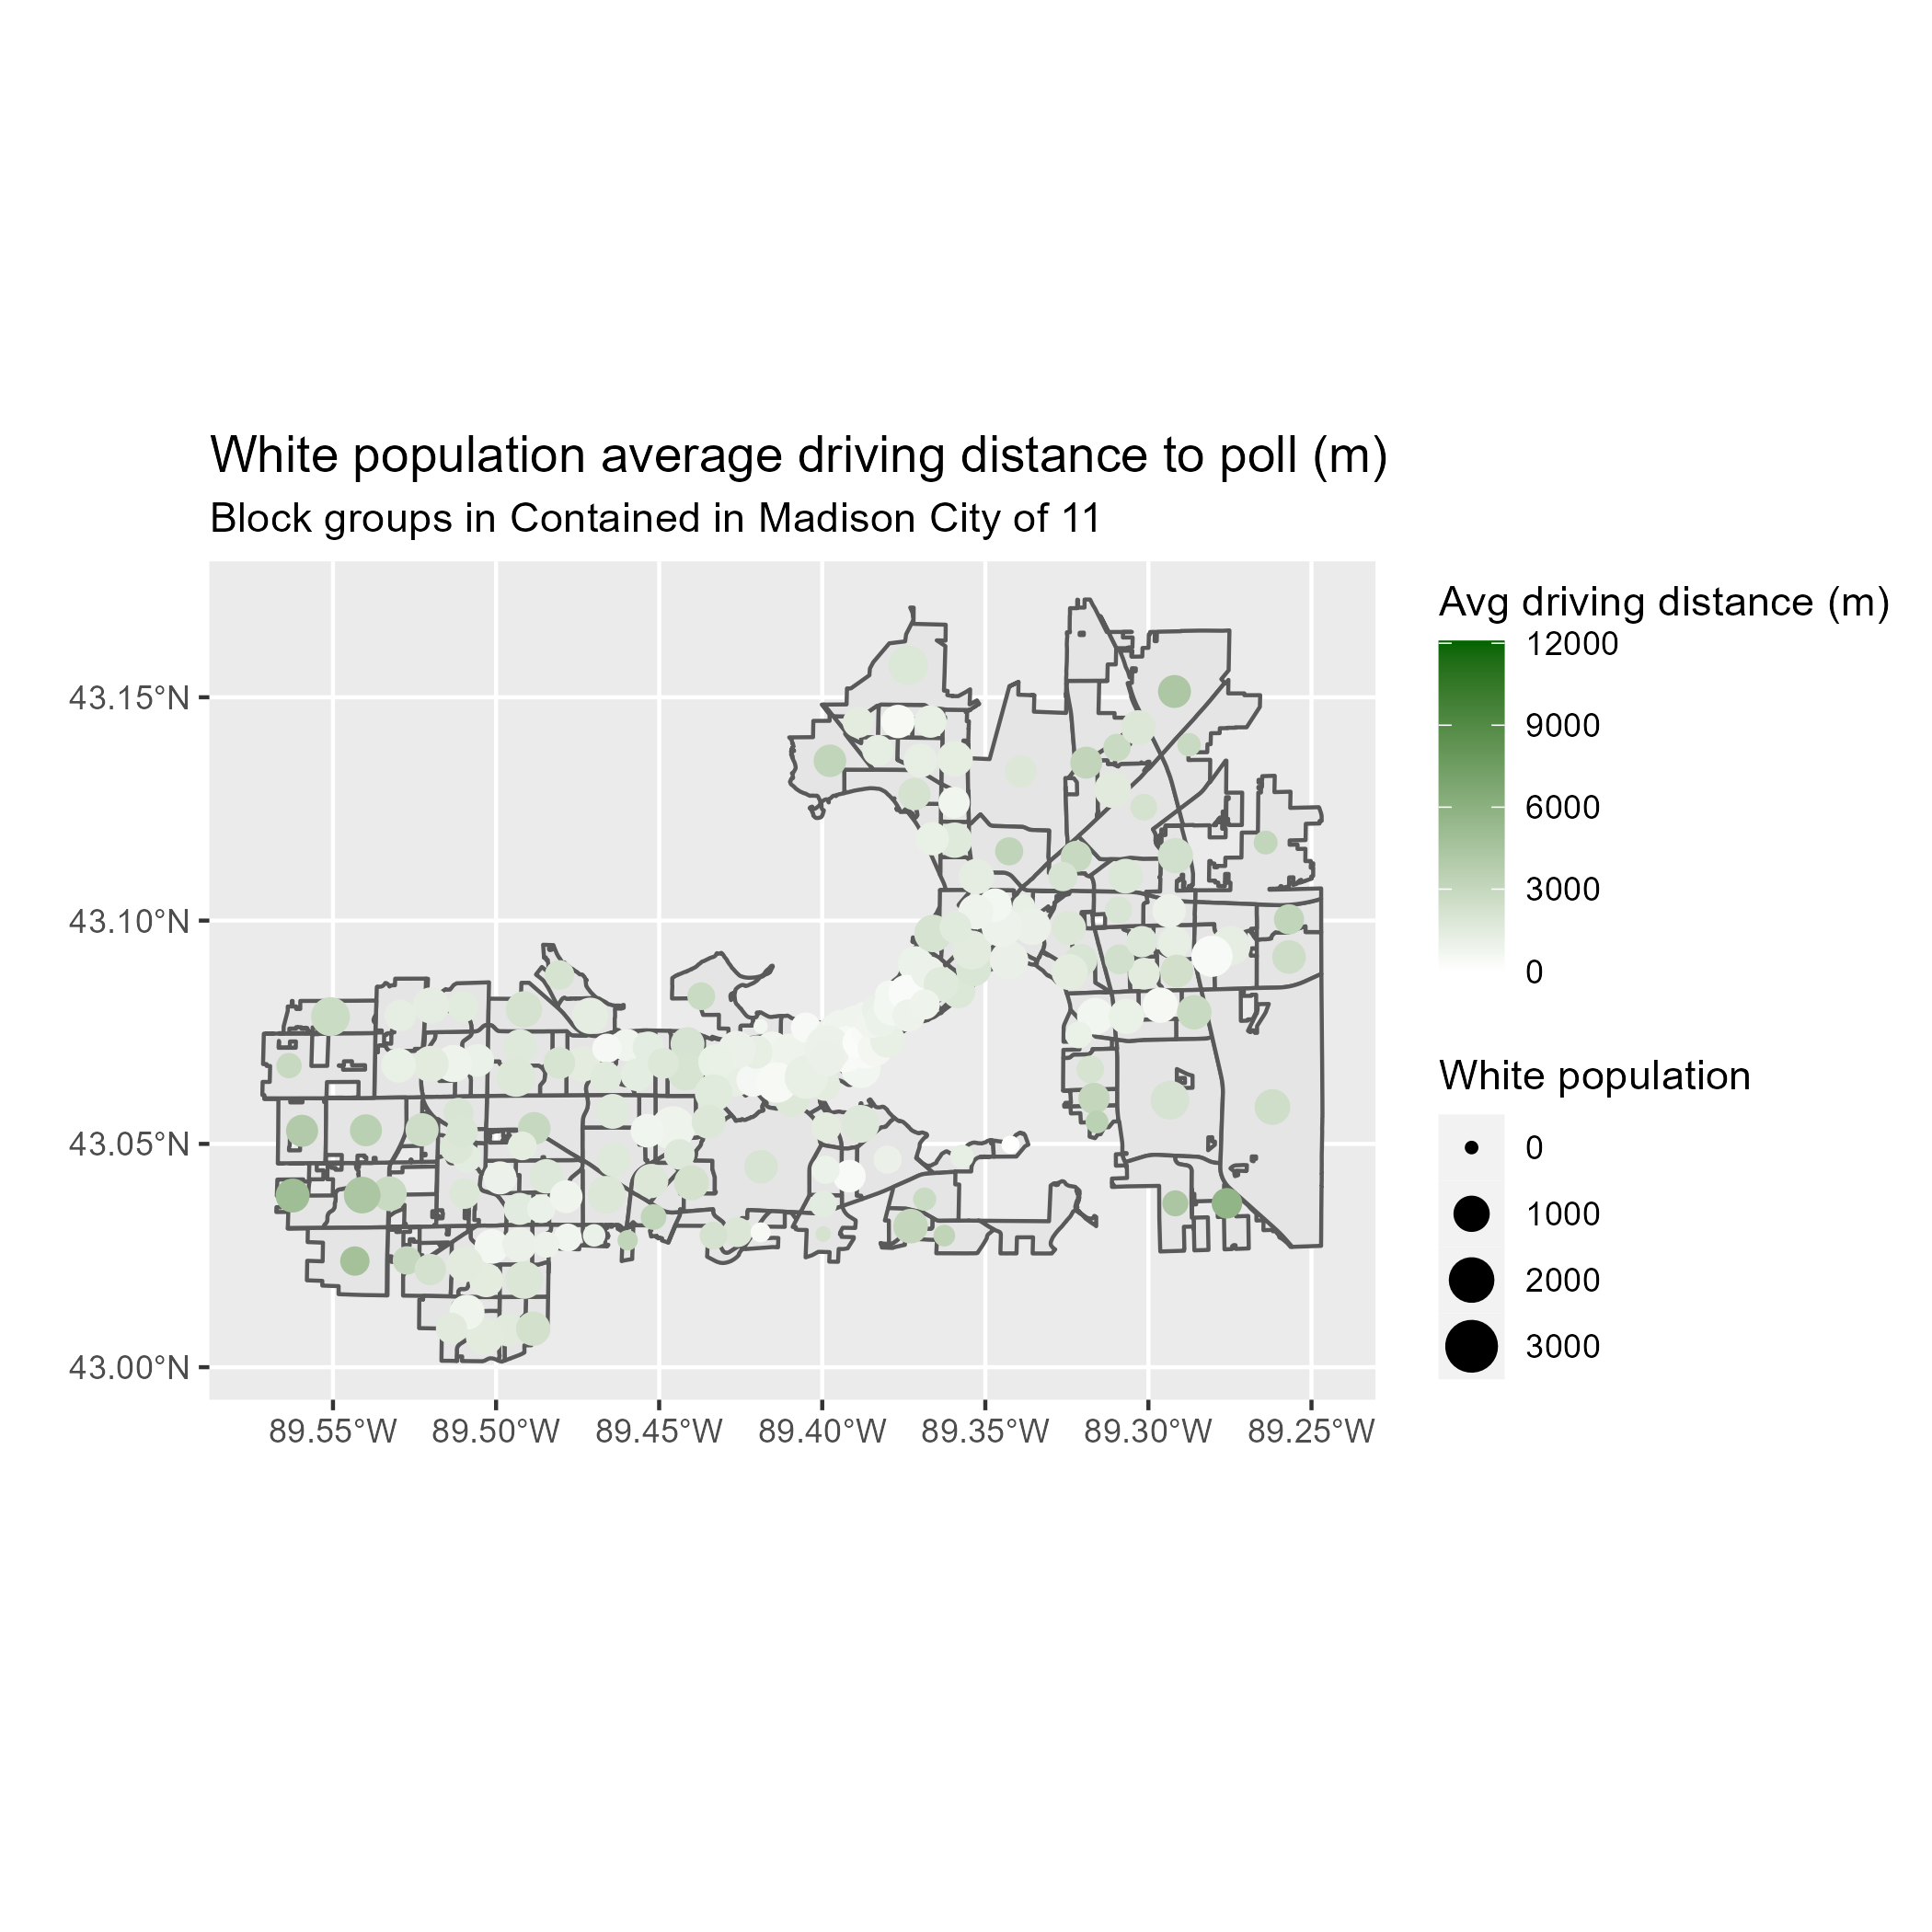 White population average driving distance to poll (m)
Block groups in Contained in Madison City of 11
43.15°N
43.10°N
43.05°N
43.00°N
89.55°W
89.50°W
89.45°W
89.40°W
89.35°W
89.30°W
89.25°W
Avg driving distance (m)
12000
9000
6000
3000
0
White population
0
1000
2000
3000